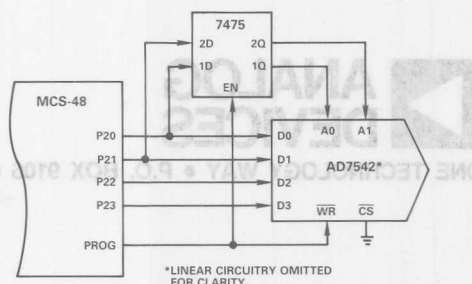 7475
2D 2Q
1D 1Q
EN
MCS-48
P20 D0 A0 A1
P21 D1 AD7542*
P22 D2
P23 D3
WR CS
PROG
*LINEAR CIRCUITRY OMITTED
FOR CLARITY
ANALOG
DEVICES
ONE TECHNOLOGY WAY • P.O. BOX 9106